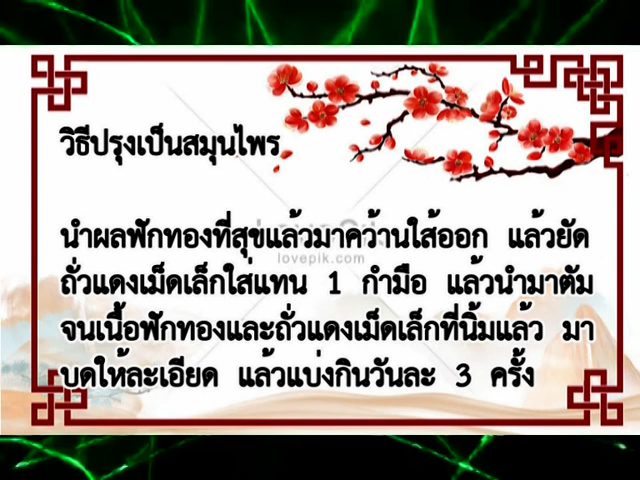 วิธีปรุงเป็นสมุนไพร
นำผลฟักทองที่สุขแล้วมาคว้านใส้ออก แล้วยัด
lovepik.com
ถั่วแดงเม็ดเล็กใส่แทน 1 กำมือ แล้วนำมาตัม
จนเนื้อฟักทองและถั่วแดงเม็ดเล็กที่นิ้มแล้ว มา
บดให้ละเอียด แล้วแบ่งกินวันละ 3 ครั้ง